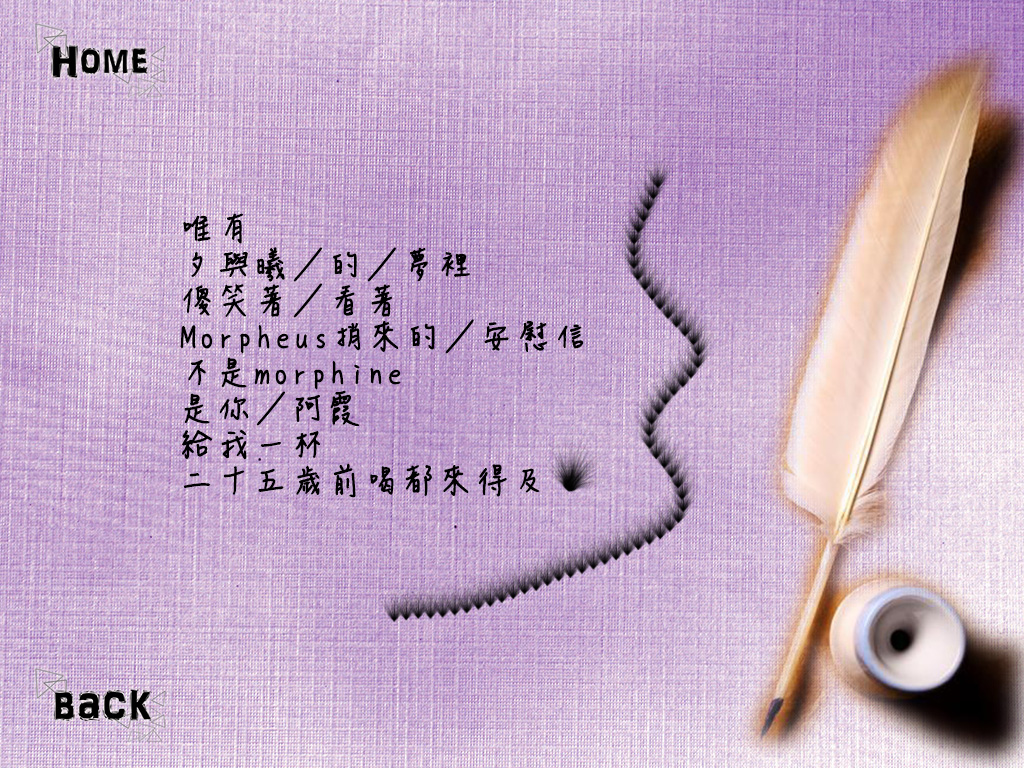 HOME
唯有
夕與曦／的／夢裡
傻笑著／看著
Morpheus捎來的／安慰信
不是morphine
是你／阿霞
給我一杯
二十五歲前喝都來得及
BaCK